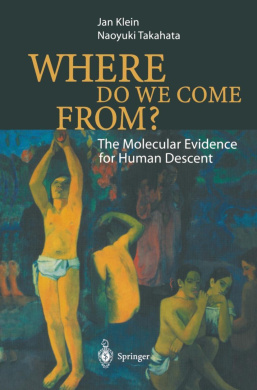 Jan Klein
Naoyuki Takahata
WHERE
DO WE COME
FROM?
The Molecular Evidence
for Human Descent
Springer